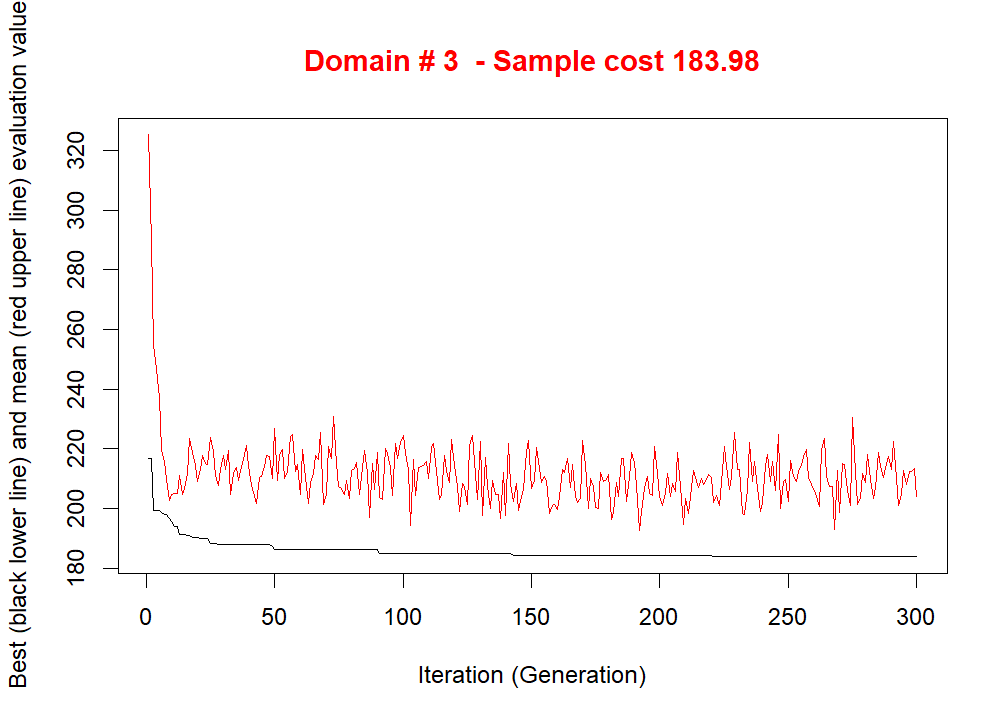 Domain # 3  - Sample cost 183.98
Best (black lower line) and mean (red upper line) evaluation value
320
300
280
260
240
220
200
180
0 50 100 150 200 250 300
Iteration (Generation)